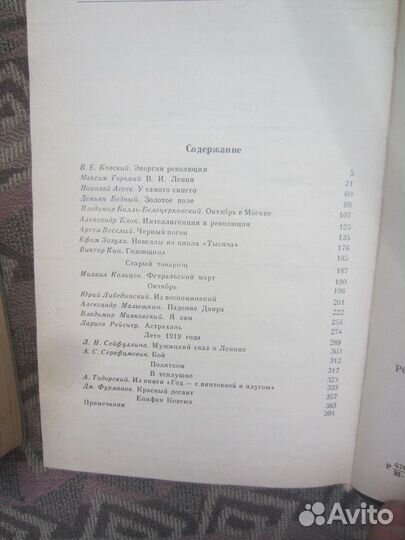 Содержание
В. Е. Ковский. Энергия революции 5
Максим Горький В. И. Ленин 21
Николай Асеев. У самого синего 60
Демьян Бедный. Золотое поле 88
Владимир Билль-Белоцерковский. Октябрь в Москве 107
Александр Блок. Интеллигенция и революция 125
Артем Веселый. Черный погон 135
Ефим Зозуля. Новеллы из цикла «Тысяча» 176
Виктор Кин. Годовщина 185
Старый товарищ 187
Михаил Кольцов. Февральский март 190
Октябрь 196
Юрий Либединский. Из воспоминаний 201
Александр Малышкин. Падение Даира 222
Владимир Маяковский. Я сам 254
Лариса Рейснер. Астрахань 274
Лето 1919 года 289
Л. Н. Сейфуллина. Мужицкий сказ о Ленине 303
А. С. Серафимович. Бой 312
Политком 317
В теплушке 323
А. Тодорский. Из книги «Год — с винтовкой и плугом» 333
Дм. Фурманов. Красный десант 357
Епифан Ковтюх 383
Примечания 391
Avito